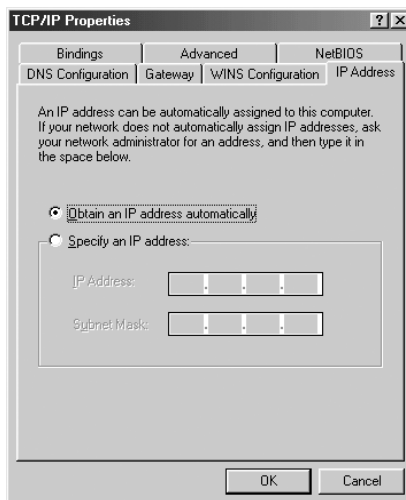 TCP/IP Properties
Bindings Advanced NetBIOS
DNS Configuration Gateway WINS Configuration IP Address
An IP address can be automatically assigned to this computer.
If your network does not automatically assign IP addresses, ask
your network administrator for an address, and then type it in
the space below.
Obtain an IP address automatically
Specify an IP address:
IP Address:
Subnet Mask:
OK Cancel